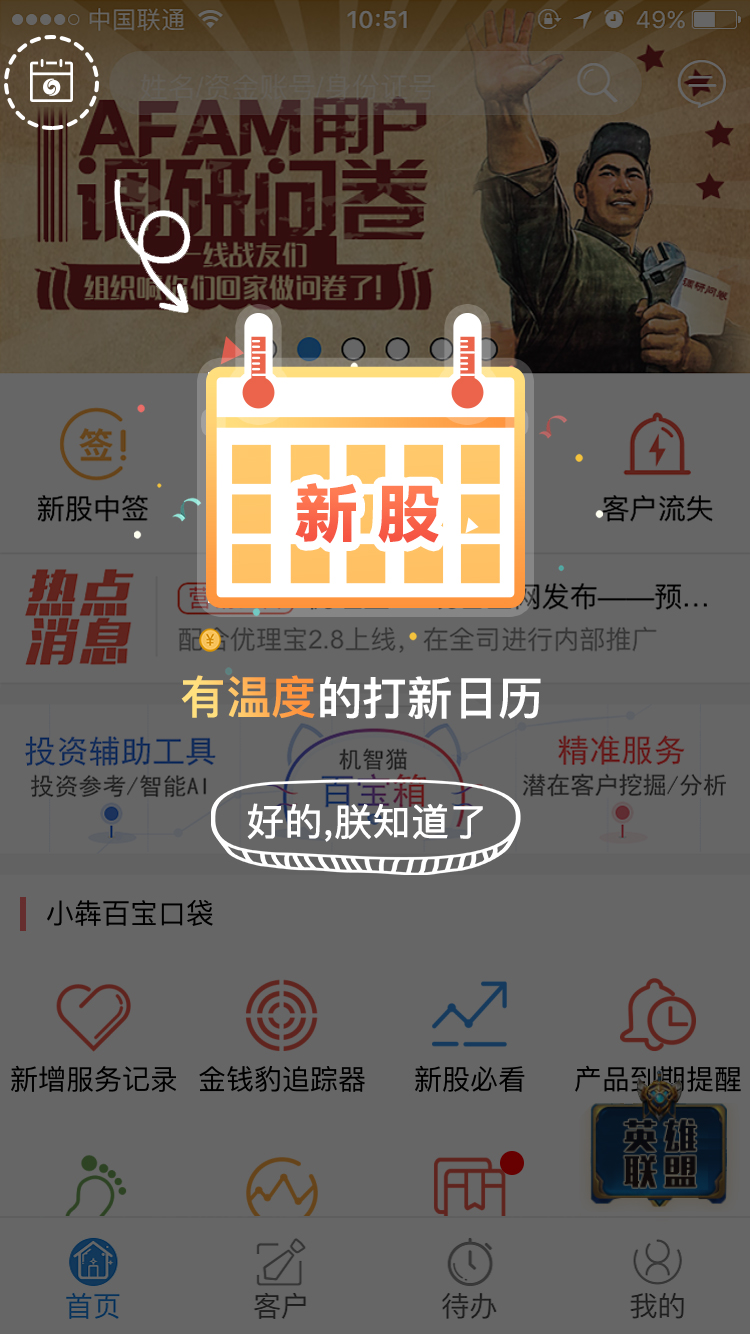 中国联通
10:51
49%
姓名/资金账号/身份证号
AFAM用户
调研问卷
一线战友们
组织喊你们回家做问卷了!
调研问卷
签!
新股中签
客户流失
新股
热点
消息
网发布——预...
配合优理宝2.8上线,在全司进行内部推广
有温度的打新日历
投资辅助工具
投资参考/智能AI
机智猫
百宝箱
精准服务
潜在客户挖掘/分析
好的,朕知道了
小犇百宝口袋
新增服务记录
金钱豹追踪器
新股必看
产品到期提醒
英雄
联盟
首页
客户
待办
我的